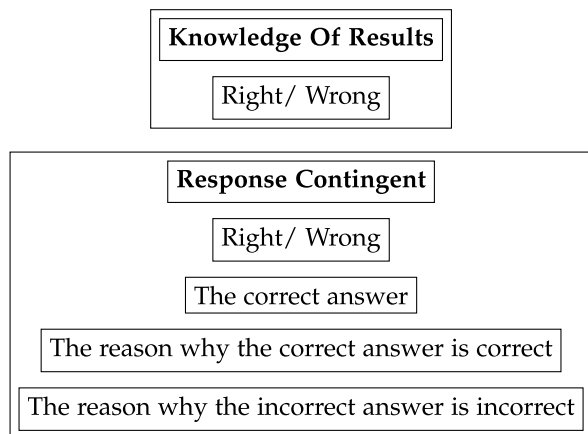 Knowledge Of Results
Right/ Wrong
Response Contingent
Right/ Wrong
The correct answer
The reason why the correct answer is correct
The reason why the incorrect answer is incorrect